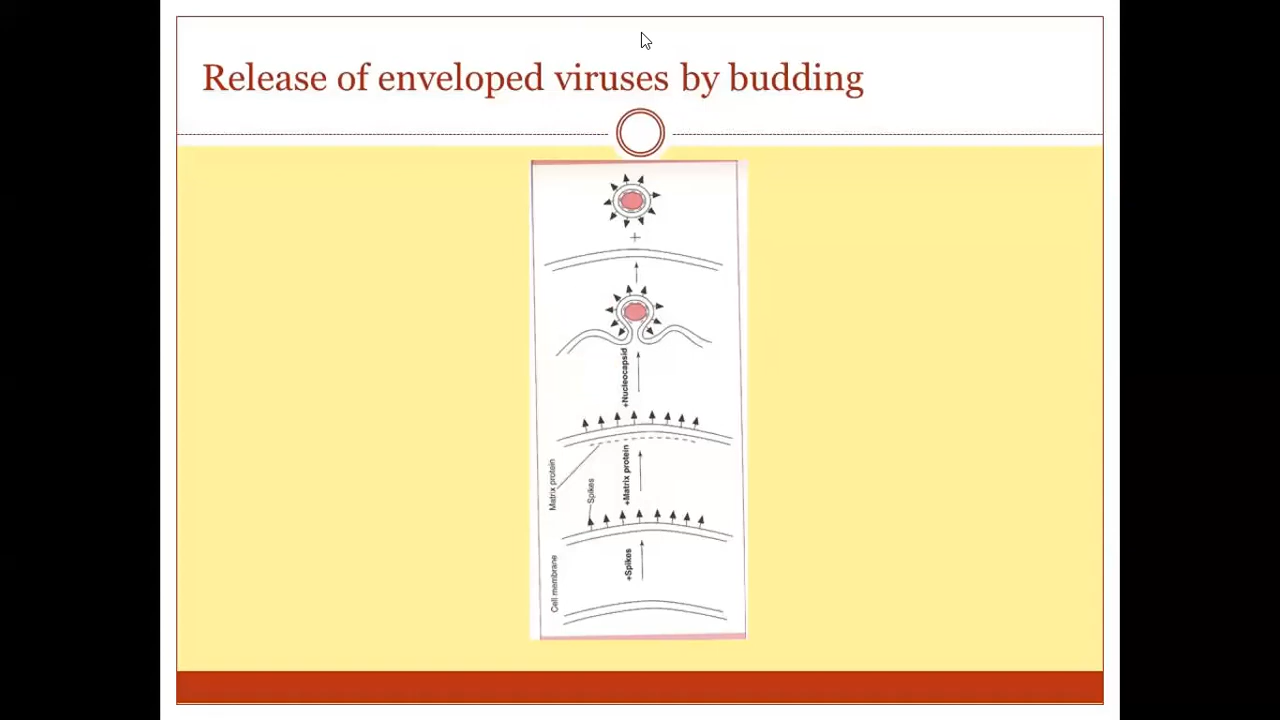 Release of enveloped viruses by budding
+
+Nucleocapsid
Matrix protein
+Matrix protein
Spikes
Cell membrane
+Spikes